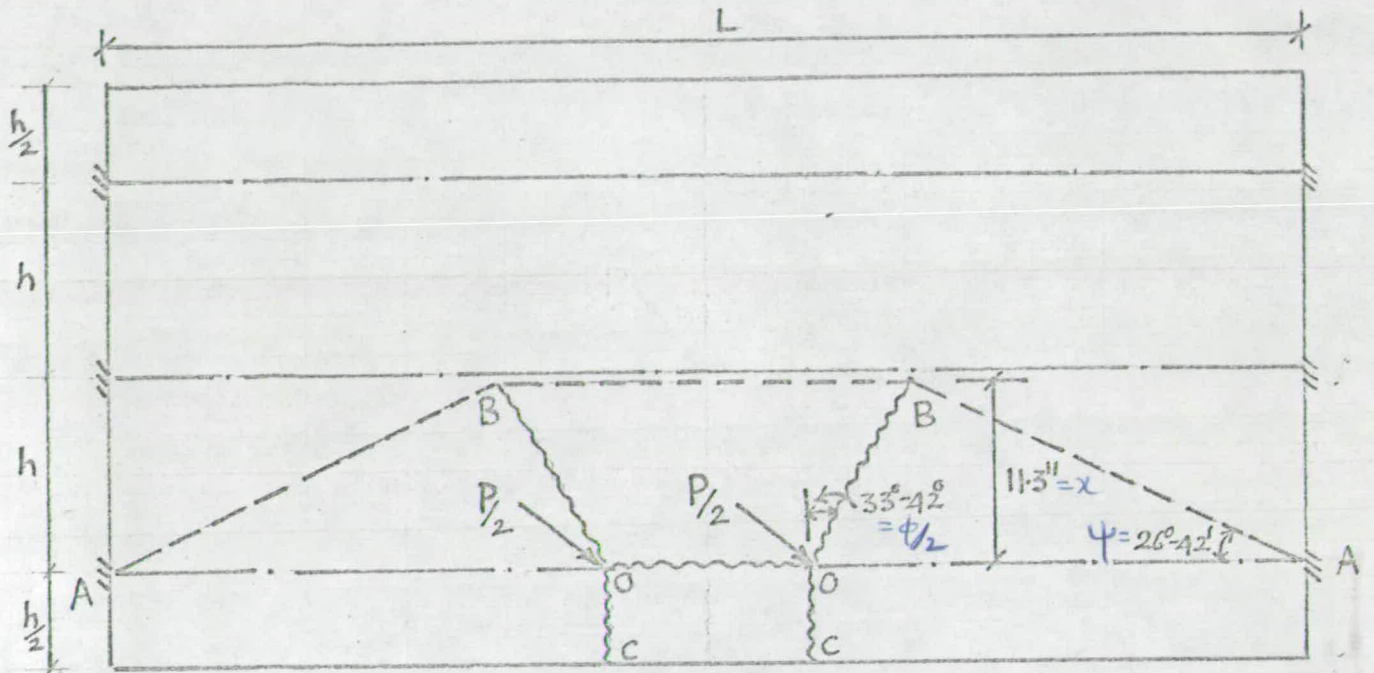 L
h/2
h
h
h/2
B
B
P/2
P/2
33°-42°
=φ/2
11·3"=x
ψ=26°-42'
A
A
O
O
C
C